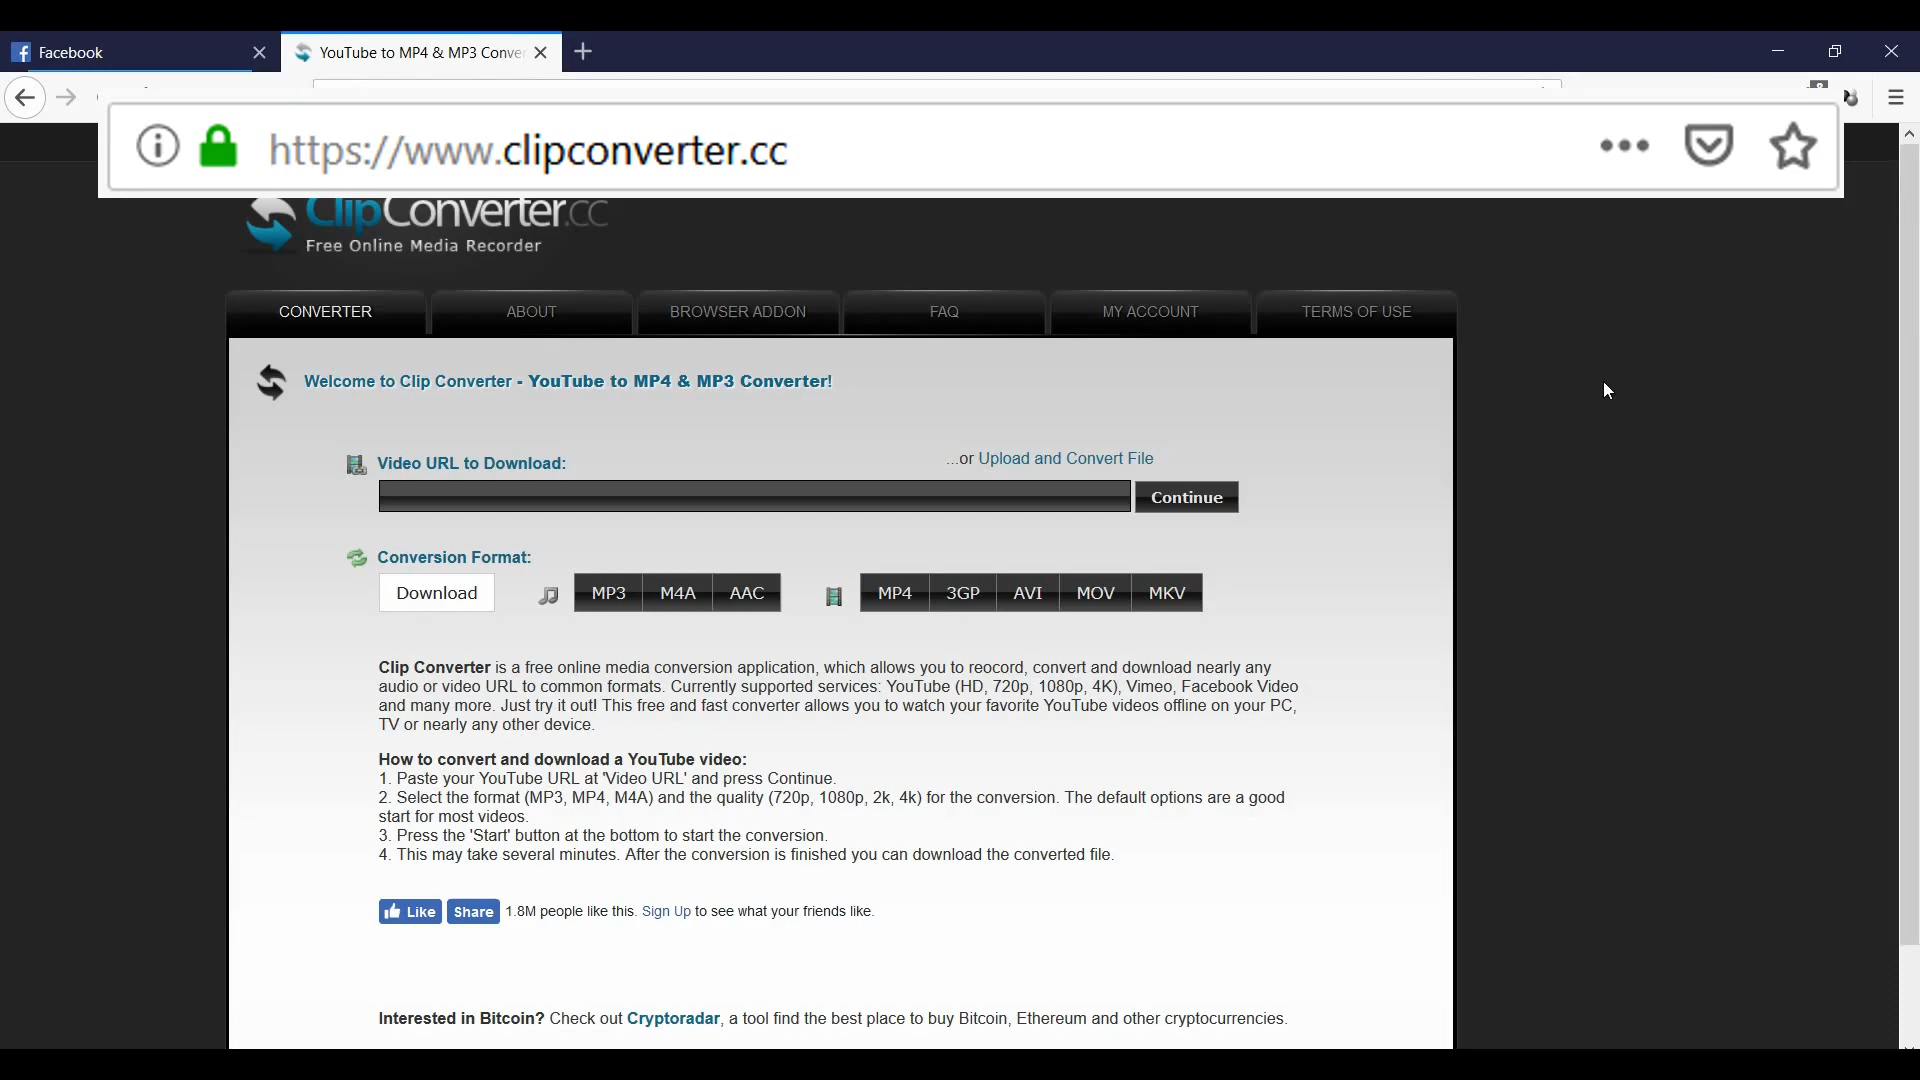 Facebook
YouTube to MP4 & MP3 Conver
https://www.clipconverter.cc
ClipConverter.cc
Free Online Media Recorder
CONVERTER
ABOUT
BROWSER ADDON
FAQ
MY ACCOUNT
TERMS OF USE
Welcome to Clip Converter - YouTube to MP4 & MP3 Converter!
Video URL to Download:
...or Upload and Convert File
Continue
Conversion Format:
Download
MP3
M4A
AAC
MP4
3GP
AVI
MOV
MKV
Clip Converter is a free online media conversion application, which allows you to reocord, convert and download nearly any
audio or video URL to common formats. Currently supported services: YouTube (HD, 720p, 1080p, 4K), Vimeo, Facebook Video
and many more. Just try it out! This free and fast converter allows you to watch your favorite YouTube videos offline on your PC,
TV or nearly any other device.
How to convert and download a YouTube video:
1. Paste your YouTube URL at 'Video URL' and press Continue.
2. Select the format (MP3, MP4, M4A) and the quality (720p, 1080p, 2k, 4k) for the conversion. The default options are a good
start for most videos.
3. Press the 'Start' button at the bottom to start the conversion.
4. This may take several minutes. After the conversion is finished you can download the converted file.
Like
Share
1.8M people like this. Sign Up to see what your friends like.
Interested in Bitcoin? Check out Cryptoradar, a tool find the best place to buy Bitcoin, Ethereum and other cryptocurrencies.